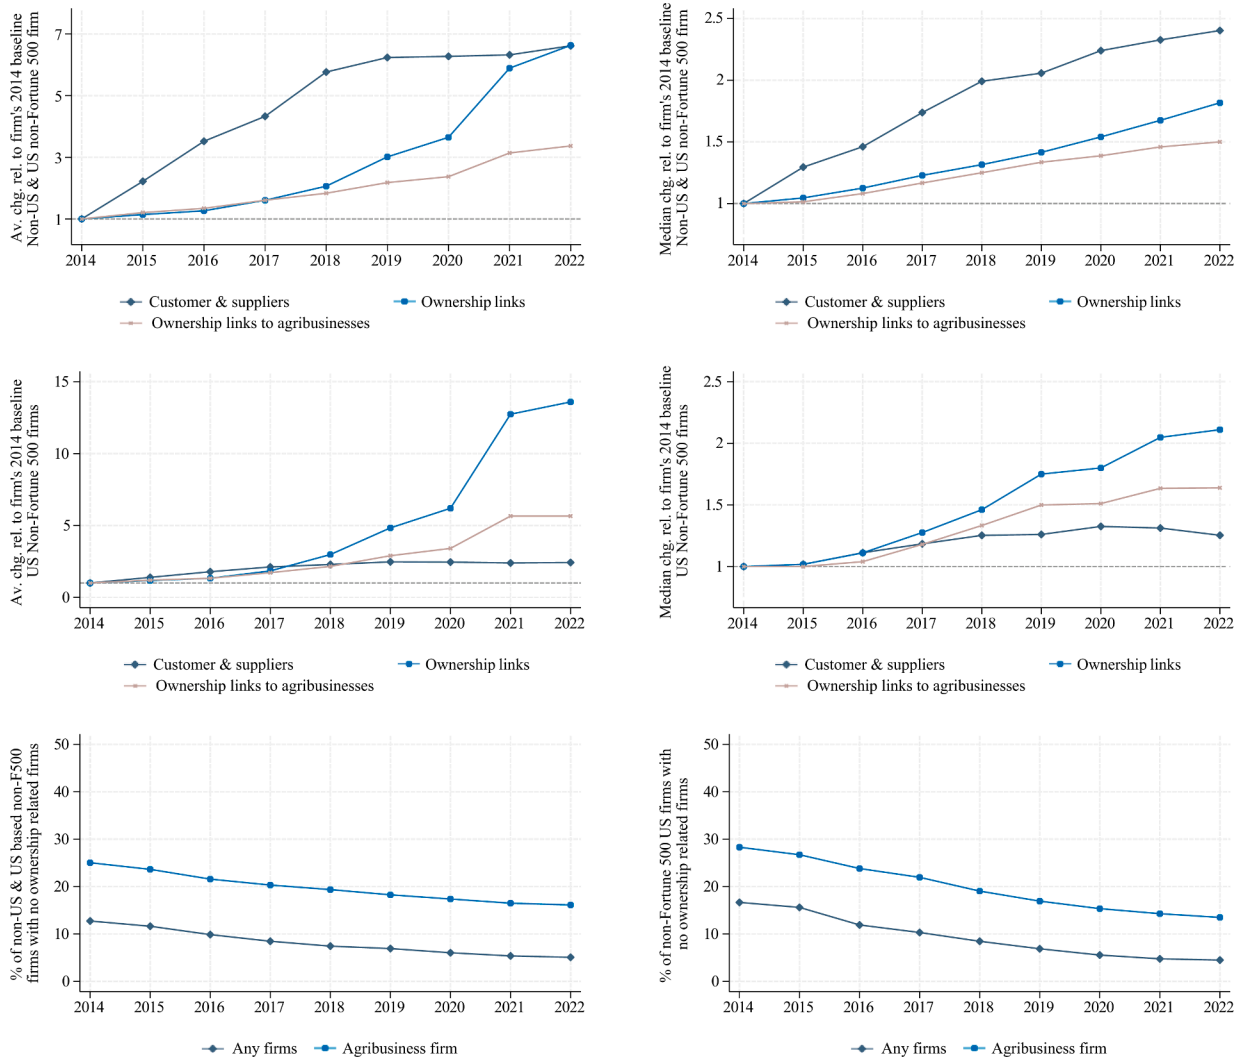 Av. chg. rel. to firm's 2014 baseline
Non-US & US non-Fortune 500 firm
7
5
3
1
2014 2015 2016 2017 2018 2019 2020 2021 2022
Customer & suppliers
Ownership links
Ownership links to agribusinesses
Median chg. rel. to firm's 2014 baseline
Non-US & US non-Fortune 500 firm
2.5
2
1.5
1
2014 2015 2016 2017 2018 2019 2020 2021 2022
Customer & suppliers
Ownership links
Ownership links to agribusinesses
Av. chg. rel. to firm's 2014 baseline
US Non-Fortune 500 firms
15
10
5
0
2014 2015 2016 2017 2018 2019 2020 2021 2022
Customer & suppliers
Ownership links
Ownership links to agribusinesses
Median chg. rel. to firm's 2014 baseline
US Non-Fortune 500 firms
2.5
2
1.5
1
2014 2015 2016 2017 2018 2019 2020 2021 2022
Customer & suppliers
Ownership links
Ownership links to agribusinesses
% of non-US & US based non-F500
firms with no ownership related firms
50
40
30
20
10
0
2014 2015 2016 2017 2018 2019 2020 2021 2022
Any firms
Agribusiness firm
% of non-Fortune 500 US firms with
no ownership related firms
50
40
30
20
10
0
2014 2015 2016 2017 2018 2019 2020 2021 2022
Any firms
Agribusiness firm